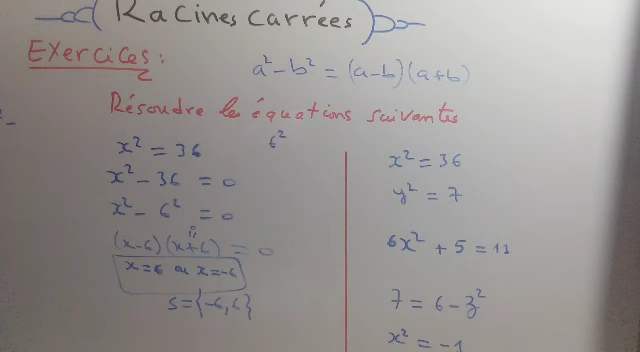 Racines carrées
Exercices:
a² - b² = (a-b)(a+b)
Résoudre les équations suivantes
x² = 36
6²
x² - 36 = 0
x² - 6² = 0
(x-6)(x+6) = 0
x=6 ou x=-6
S={-6,6}
x² = 36
y² = 7
6x² + 5 = 11
7 = 6 - z²
x² = -1